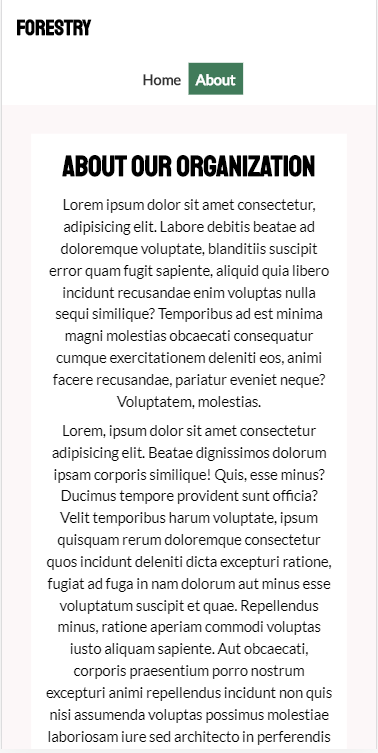 FORESTRY
Home About
ABOUT OUR ORGANIZATION
Lorem ipsum dolor sit amet consectetur,
adipisicing elit. Labore debitis beatae ad
doloremque voluptate, blanditiis suscipit
error quam fugit sapiente, aliquid quia libero
incidunt recusandae enim voluptas nulla
sequi similique? Temporibus ad est minima
magni molestias obcaecati consequatur
cumque exercitationem deleniti eos, animi
facere recusandae, pariatur eveniet neque?
Voluptatem, molestias.
Lorem, ipsum dolor sit amet consectetur
adipisicing elit. Beatae dignissimos dolorum
ipsam corporis similique! Quis, esse minus?
Ducimus tempore provident sunt officia?
Velit temporibus harum voluptate, ipsum
quisquam rerum doloremque consectetur
quos incidunt deleniti dicta excepturi ratione,
fugiat ad fuga in nam dolorum aut minus esse
voluptatum suscipit et quae. Repellendus
minus, ratione aperiam commodi voluptas
iusto aliquam sapiente. Aut obcaecati,
corporis praesentium porro nostrum
excepturi animi repellendus incidunt non quis
nisi assumenda voluptas possimus molestiae
laboriosam iure sed architecto in perferendis